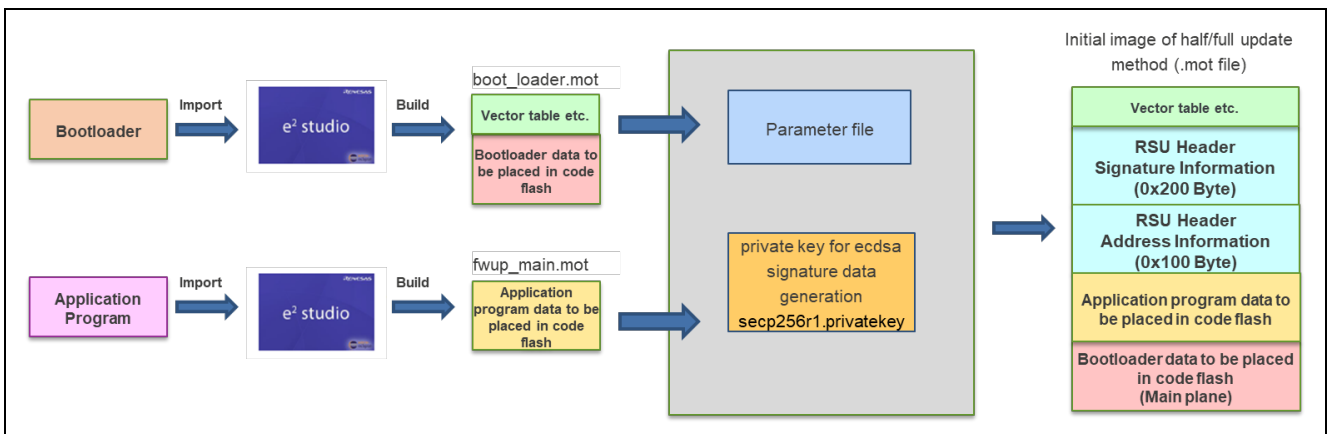 Initial image of half/full update
method (.mot file)
boot_loader.mot
Bootloader
Import
RENESAS
e² studio
Build
Vector table etc.
Bootloader data to
be placed in code
flash
Parameter file
fwup_main.mot
Application
Program
Import
RENESAS
e² studio
Build
Application
program data to be
placed in code
flash
private key for ecdsa
signature data
generation
secp256r1.privatekey
Vector table etc.
RSU Header
Signature Information
(0x200 Byte)
RSU Header
Address Information
(0x100 Byte)
Application program data to
be placed in code flash
Bootloader data to be placed
in code flash
(Main plane)